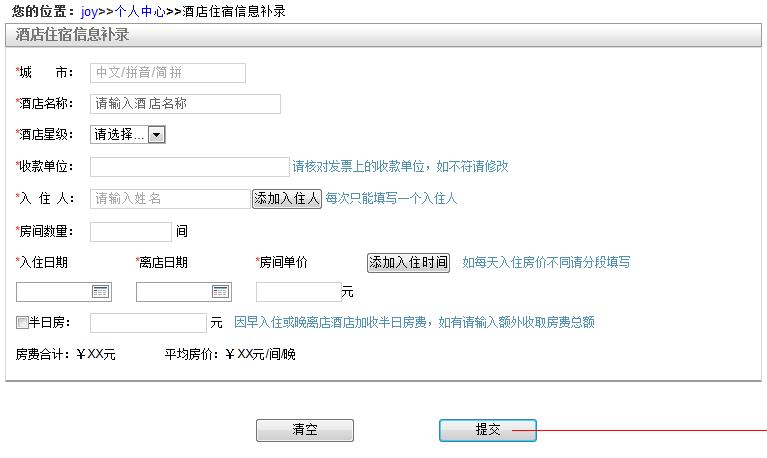 您的位置：joy>>个人中心>>酒店住宿信息补录
酒店住宿信息补录
*城 市： 中文/拼音/简拼
*酒店名称： 请输入酒店名称
*酒店星级： 请选择...
*收款单位： 请核对发票上的收款单位，如不符请修改
*入 住 人： 请输入姓名 添加入住人 每次只能填写一个入住人
*房间数量： 间
*入住日期 *离店日期 *房间单价 添加入住时间 如每天入住房价不同请分段填写
元
半日房： 元 因早入住或晚离店酒店加收半日房费，如有请输入额外收取房费总额
房费合计：￥XX元 平均房价：￥XX元/间/晚
清空 提交